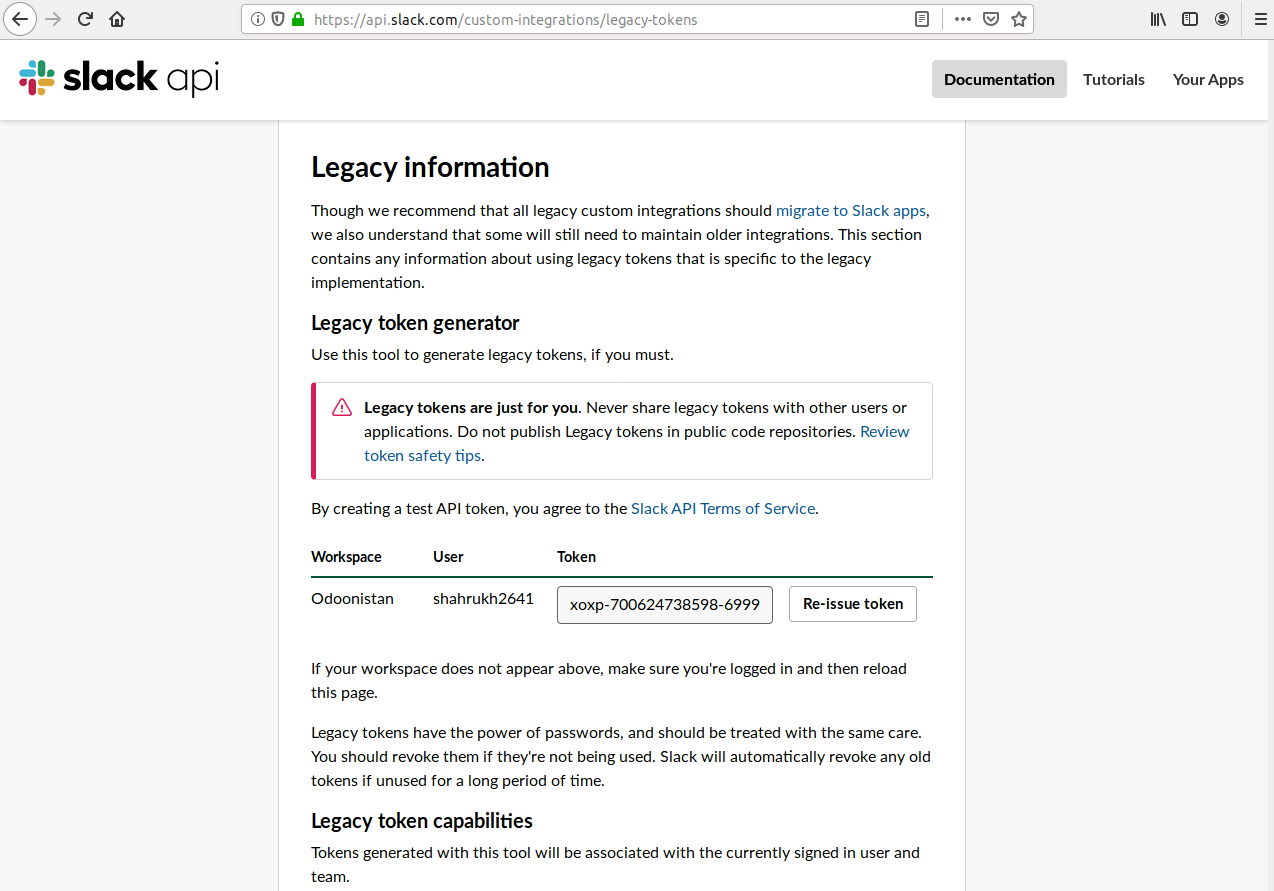 https://api.slack.com/custom-integrations/legacy-tokens
slack api
Documentation
Tutorials
Your Apps
Legacy information
Though we recommend that all legacy custom integrations should migrate to Slack apps,
we also understand that some will still need to maintain older integrations. This section
contains any information about using legacy tokens that is specific to the legacy
implementation.
Legacy token generator
Use this tool to generate legacy tokens, if you must.
Legacy tokens are just for you. Never share legacy tokens with other users or
applications. Do not publish Legacy tokens in public code repositories. Review
token safety tips.
By creating a test API token, you agree to the Slack API Terms of Service.
Workspace User Token
Odoonistan shahrukh2641 xoxp-700624738598-6999 Re-issue token
If your workspace does not appear above, make sure you're logged in and then reload
this page.
Legacy tokens have the power of passwords, and should be treated with the same care.
You should revoke them if they're not being used. Slack will automatically revoke any old
tokens if unused for a long period of time.
Legacy token capabilities
Tokens generated with this tool will be associated with the currently signed in user and
team.